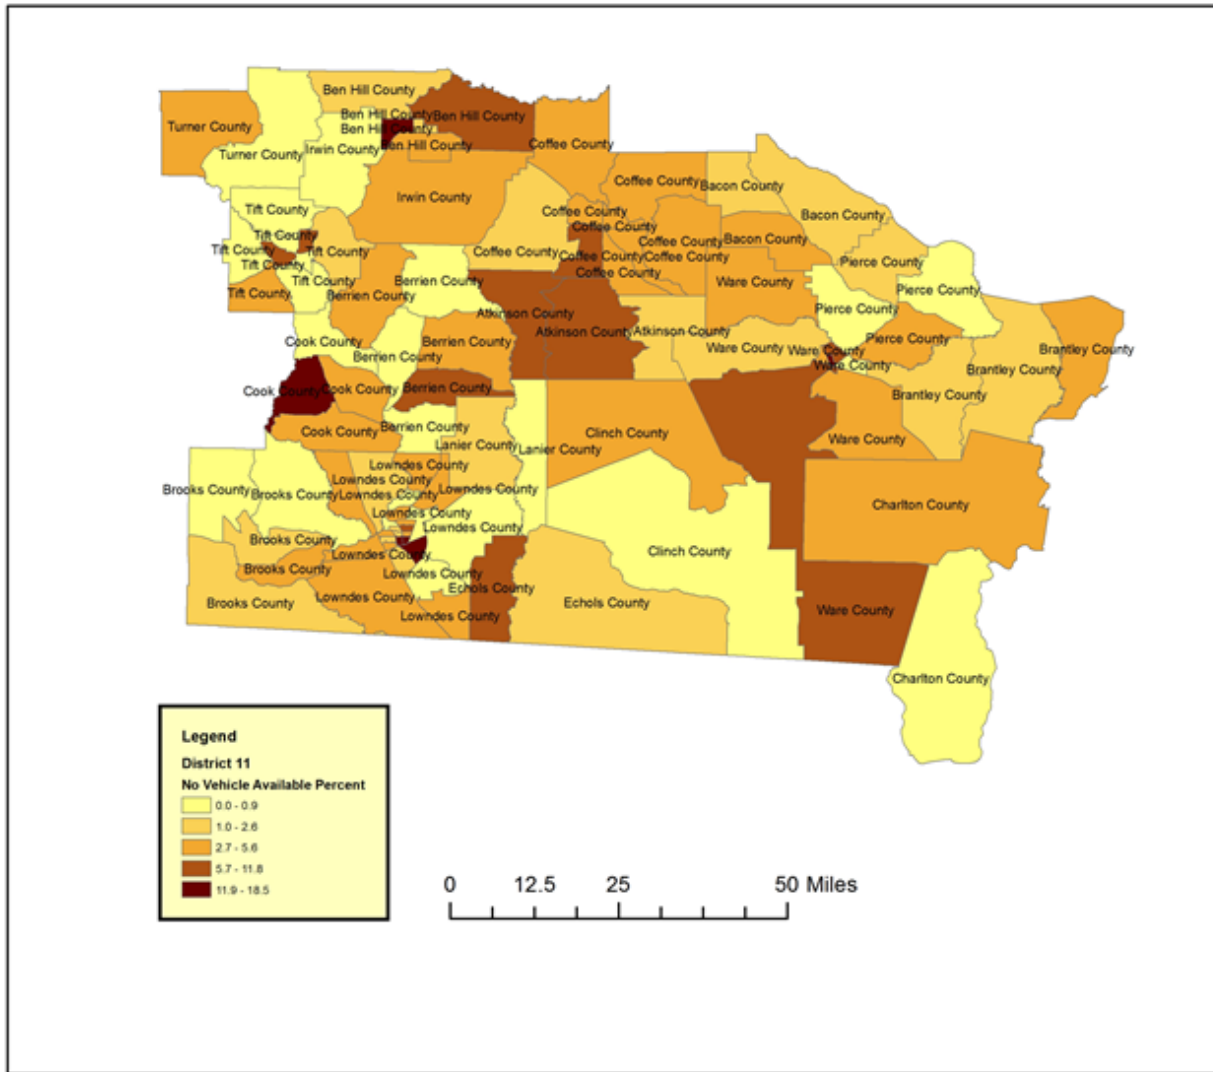 Ben Hill County
Ben Hill County
Ben Hill County
Turner County
Ben Hill County
Ben Hill County
Coffee County
Irwin County
Turner County
Coffee County
Bacon County
Irwin County
Tift County
Coffee County
Bacon County
Coffee County
Tift County
Coffee County
Bacon County
Tift County
Tift County
Coffee County
Coffee County
Coffee County
Pierce County
Tift County
Coffee County
Tift County
Berrien County
Ware County
Pierce County
Tift County
Berrien County
Pierce County
Atkinson County
Atkinson County
Atkinson County
Cook County
Berrien County
Pierce County
Berrien County
Ware County
Ware County
Brantley County
Ware County
Brantley County
Cook County
Cook County
Berrien County
Brantley County
Cook County
Berrien County
Clinch County
Ware County
Lanier County
Lanier County
Lowndes County
Lowndes County
Brooks County
Brooks County
Lowndes County
Lowndes County
Charlton County
Lowndes County
Lowndes County
Brooks County
Lowndes County
Clinch County
Brooks County
Lowndes County
Echols County
Brooks County
Lowndes County
Echols County
Lowndes County
Ware County
Charlton County
Legend
District 11
No Vehicle Available Percent
0.0 - 0.9
1.0 - 2.6
2.7 - 5.6
5.7 - 11.8
11.9 - 18.5
0 12.5 25 50 Miles